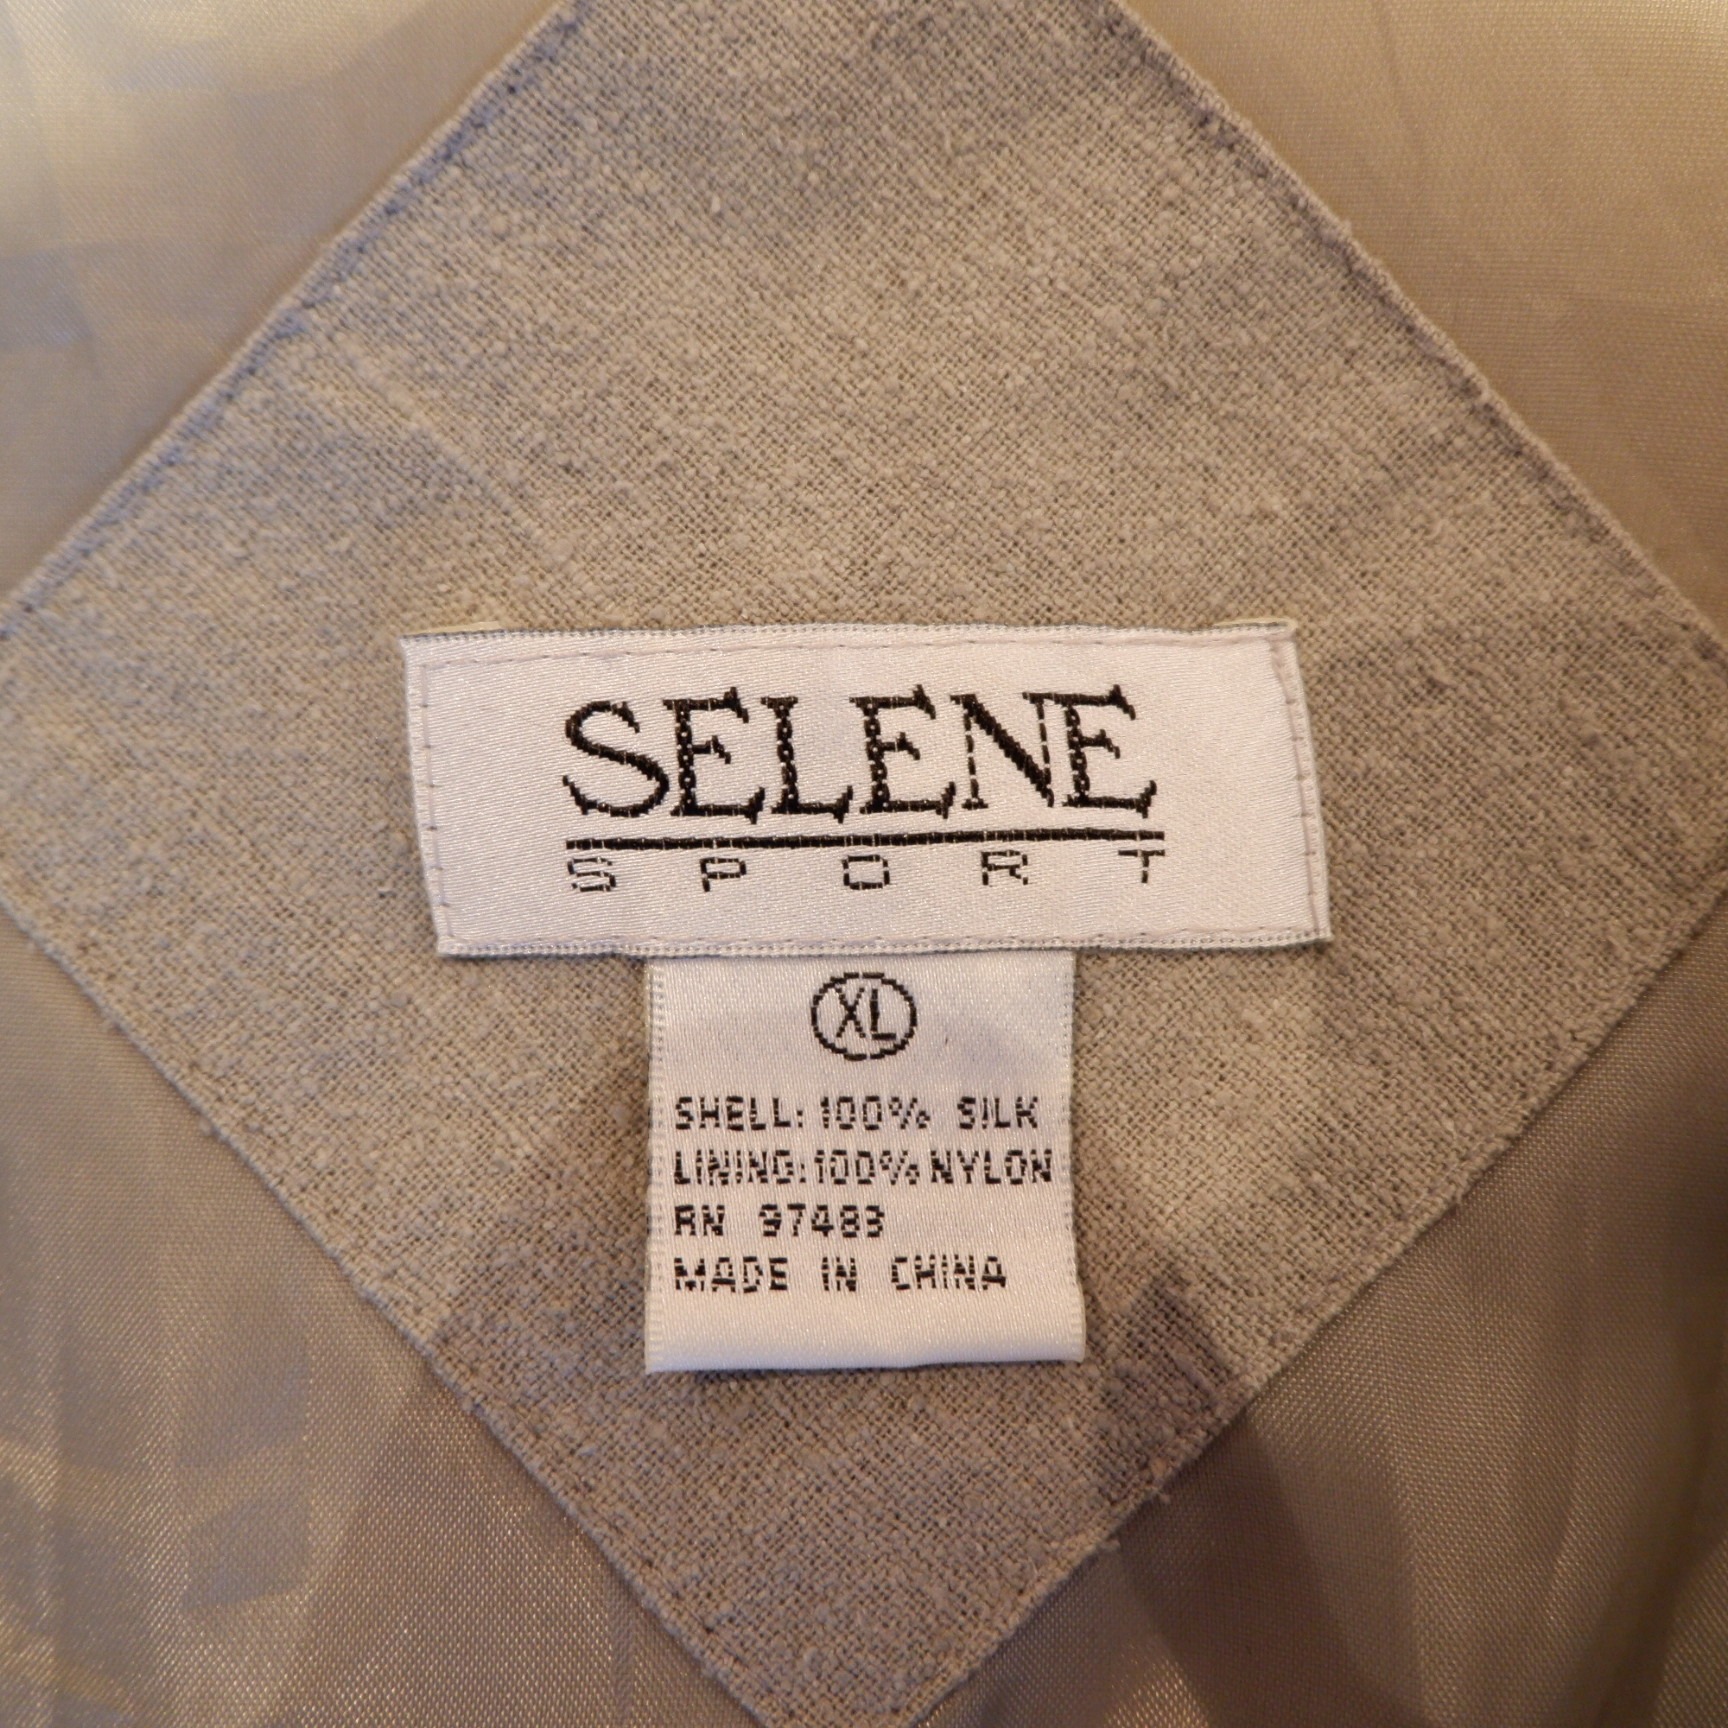 SELENE
SPORT
XL
SHELL: 100% SILK
LINING: 100% NYLON
RN 97483
MADE IN CHINA